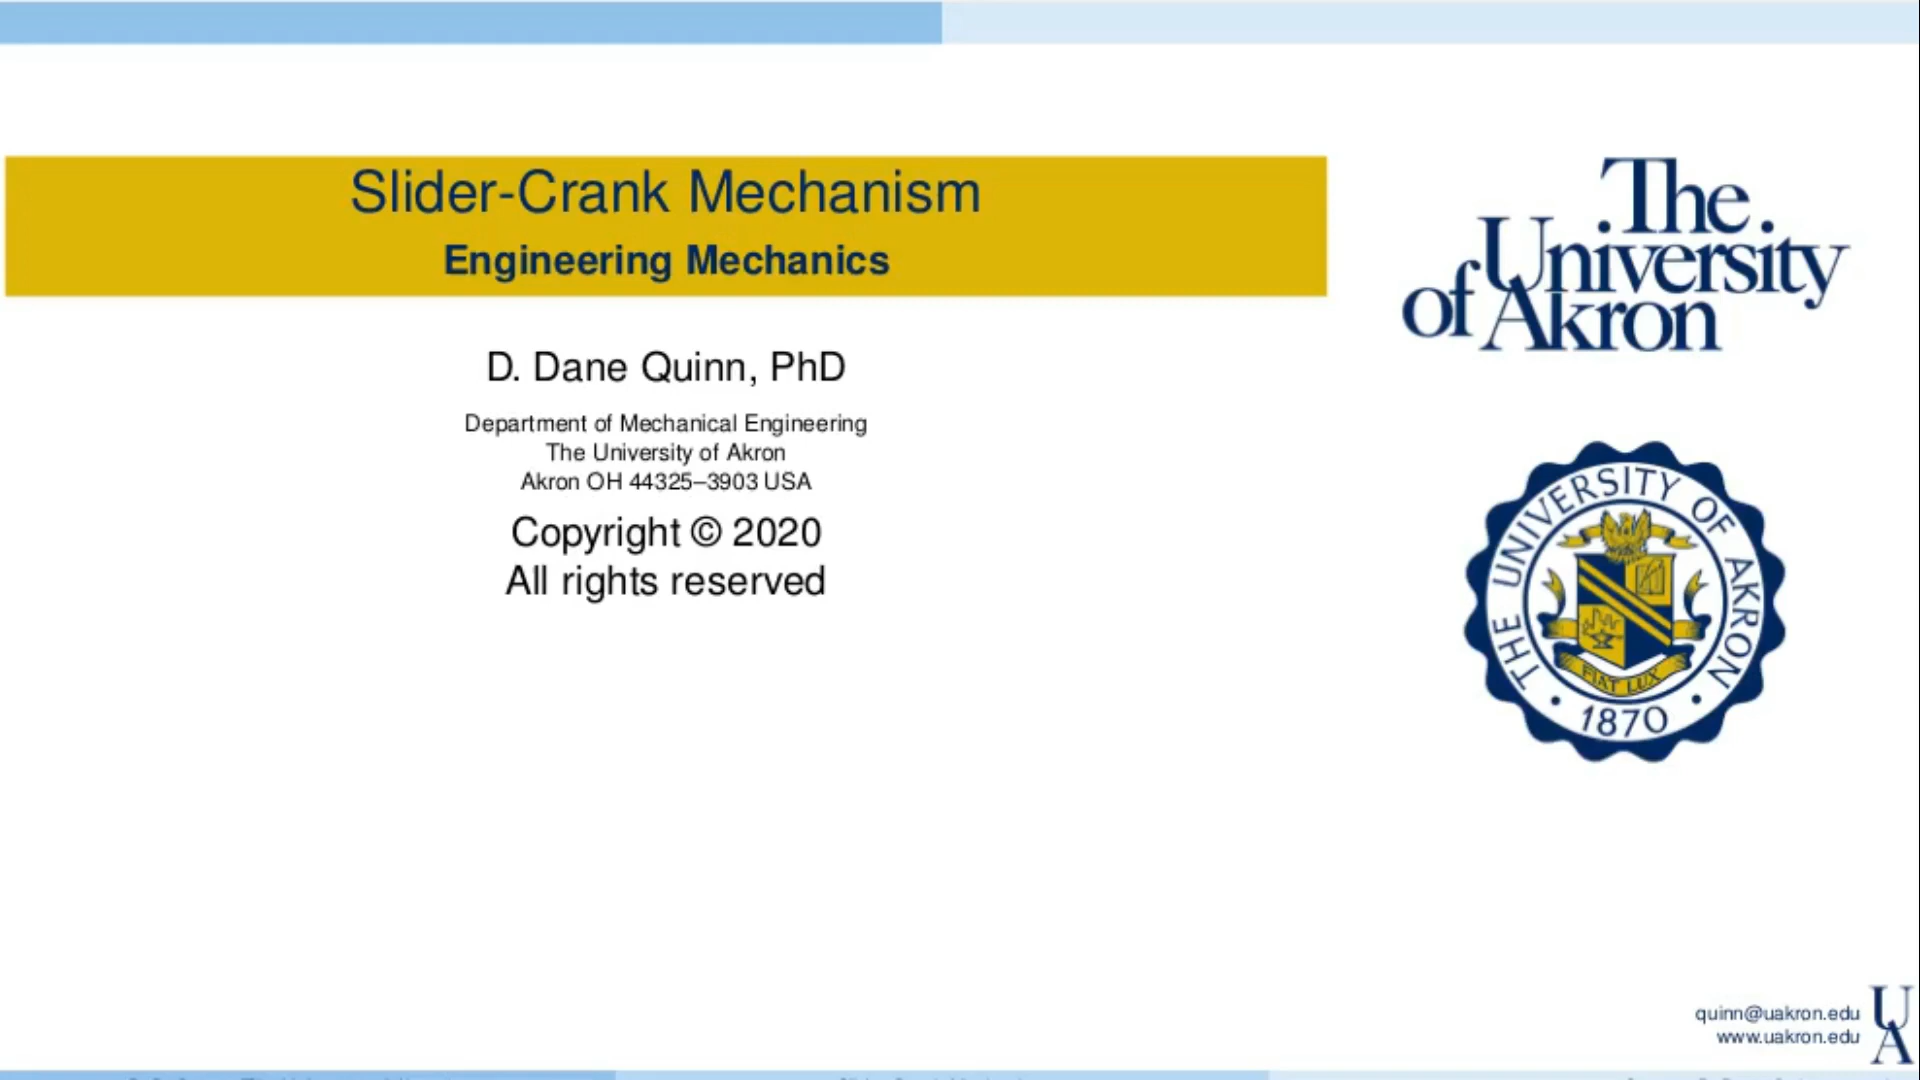 Slider-Crank Mechanism
Engineering Mechanics
D. Dane Quinn, PhD
Department of Mechanical Engineering
The University of Akron
Akron OH 44325–3903 USA
Copyright © 2020
All rights reserved
The
University
of Akron
THE UNIVERSITY OF AKRON
FIAT LUX
• 1870 •
quinn@uakron.edu
www.uakron.edu
UA